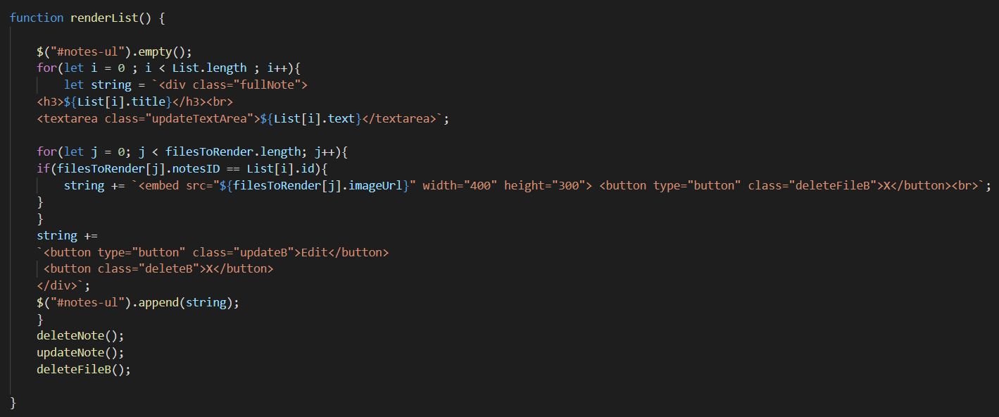 function renderList() {
$("#notes-ul").empty();
for(let i = 0 ; i < List.length ; i++){
let string = `<div class="fullNote">
<h3>${List[i].title}</h3><br>
<textarea class="updateTextArea">${List[i].text}</textarea>`;
for(let j = 0; j < filesToRender.length; j++){
if(filesToRender[j].notesID == List[i].id){
string += `<embed src="${filesToRender[j].imageUrl}" width="400" height="300"> <button type="button" class="deleteFileB">X</button><br>`;
}
}
string +=
`<button type="button" class="updateB">Edit</button>
<button class="deleteB">X</button>
</div>`;
$("#notes-ul").append(string);
}
deleteNote();
updateNote();
deleteFileB();
}